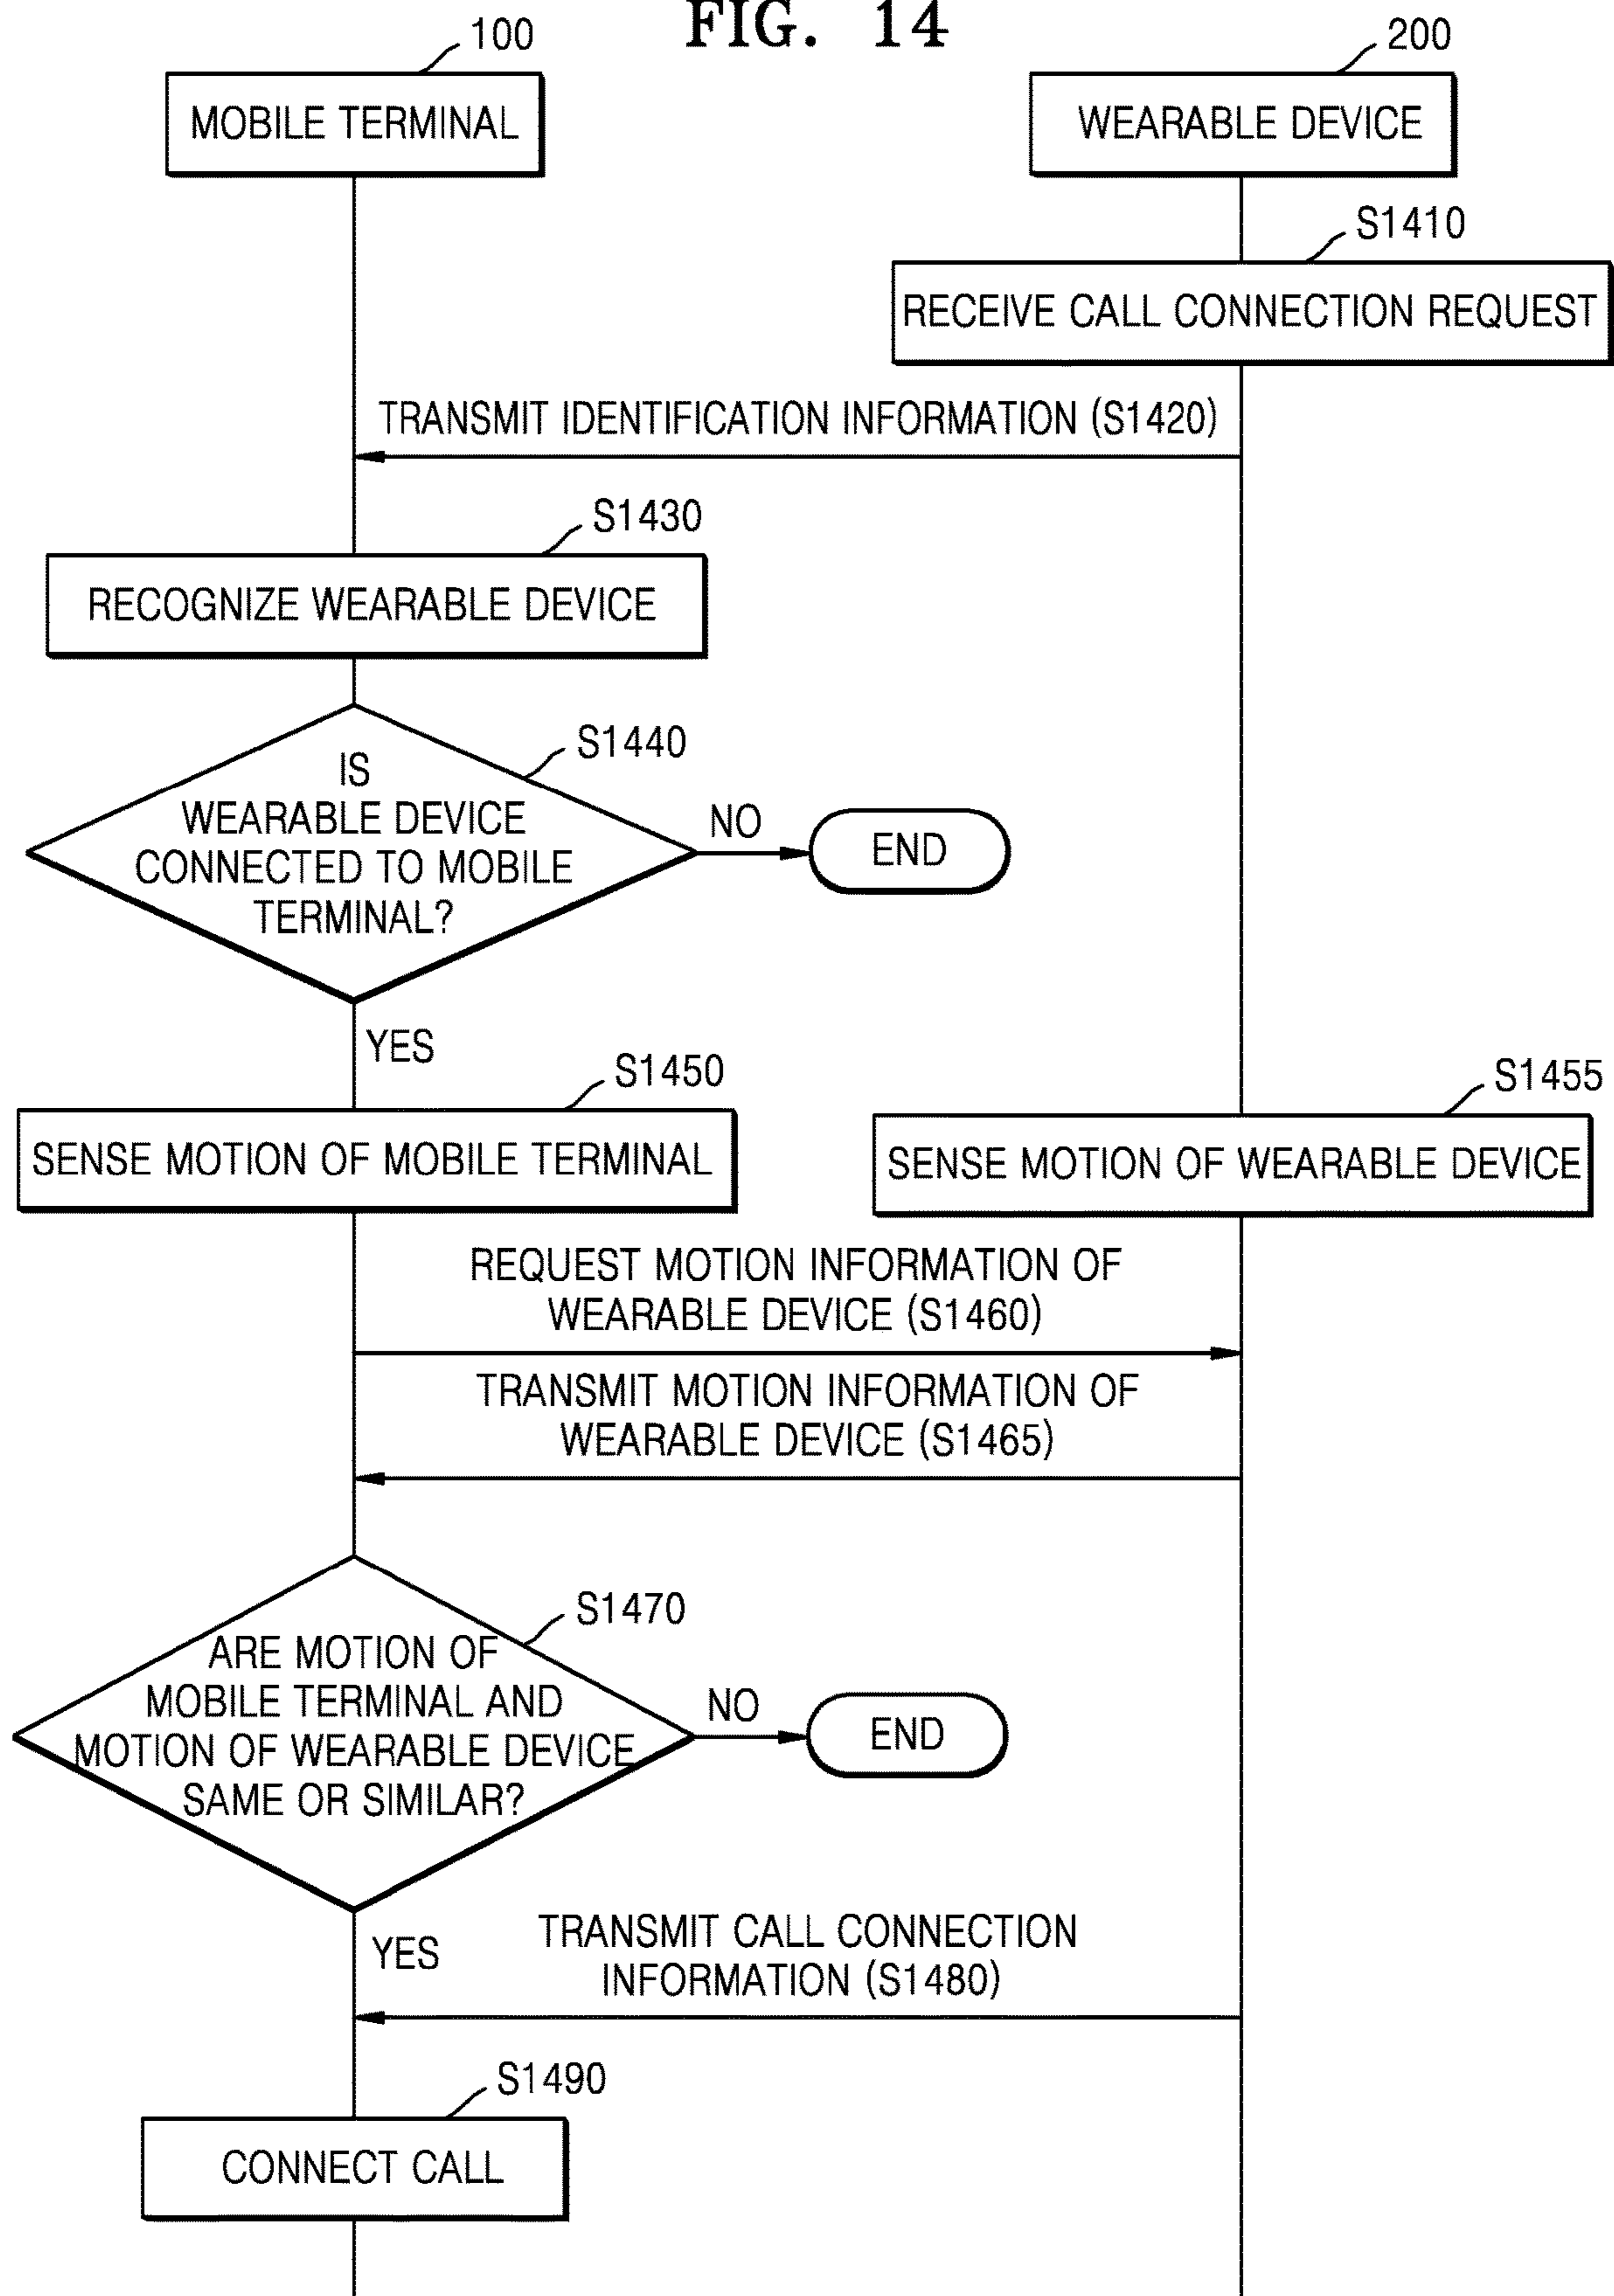 FIG. 14
100
200
MOBILE TERMINAL
WEARABLE DEVICE
S1410
RECEIVE CALL CONNECTION REQUEST
TRANSMIT IDENTIFICATION INFORMATION (S1420)
S1430
RECOGNIZE WEARABLE DEVICE
S1440
IS
WEARABLE DEVICE
CONNECTED TO MOBILE
TERMINAL?
NO
END
YES
S1450
S1455
SENSE MOTION OF MOBILE TERMINAL
SENSE MOTION OF WEARABLE DEVICE
REQUEST MOTION INFORMATION OF
WEARABLE DEVICE (S1460)
TRANSMIT MOTION INFORMATION OF
WEARABLE DEVICE (S1465)
S1470
ARE MOTION OF
MOBILE TERMINAL AND
MOTION OF WEARABLE DEVICE
SAME OR SIMILAR?
NO
END
YES
TRANSMIT CALL CONNECTION
INFORMATION (S1480)
S1490
CONNECT CALL